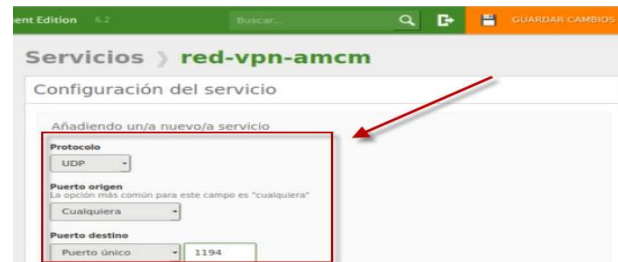 ent Edition 6.2 Buscar... GUARDAR CAMBIOS
Servicios › red-vpn-amcm
Configuración del servicio
Añadiendo un/a nuevo/a servicio
Protocolo
UDP
Puerto origen
La opción más común para este campo es "cualquiera"
Cualquiera
Puerto destino
Puerto único 1194